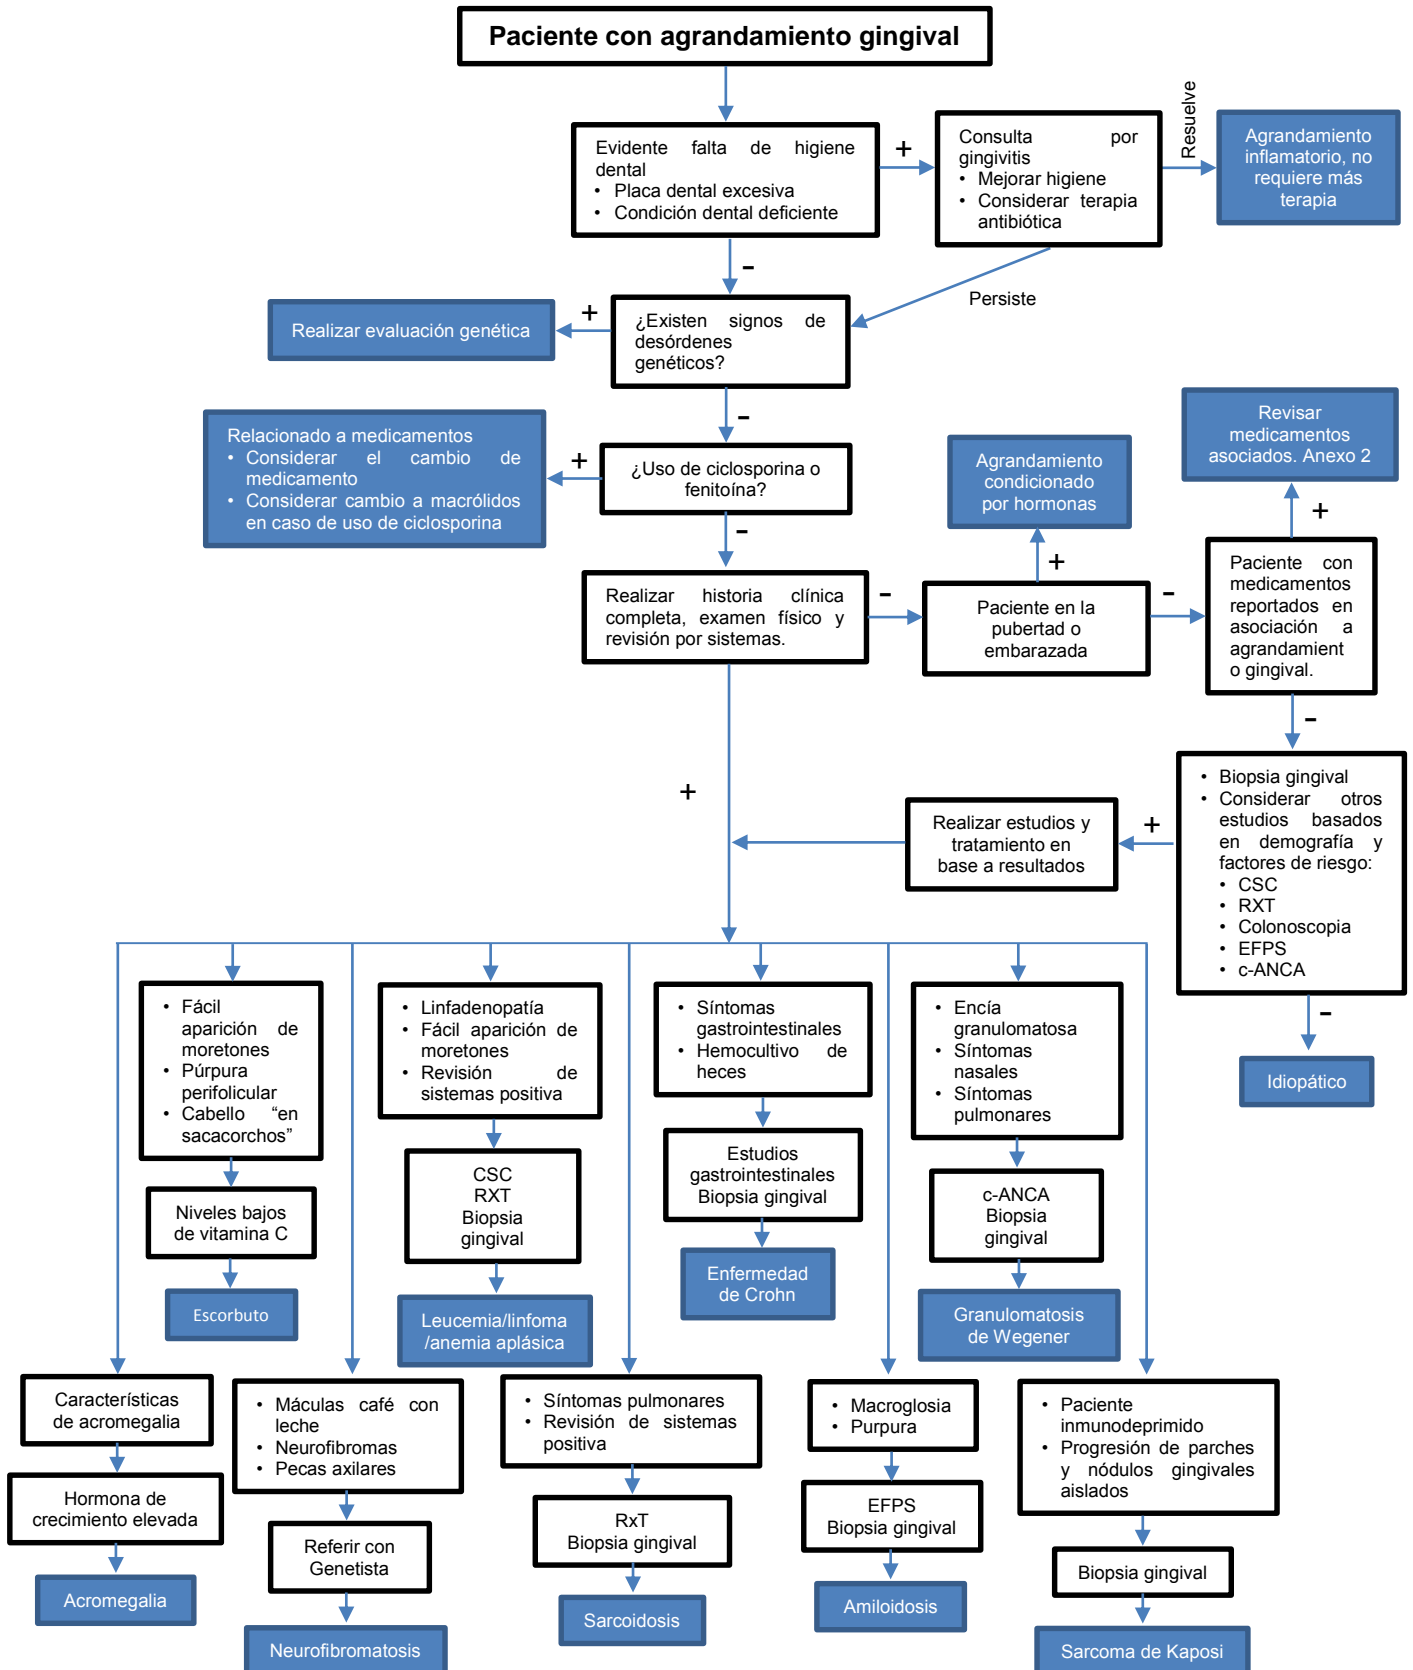 Paciente con agrandamiento gingival
Evidente falta de higiene
dental
• Placa dental excesiva
• Condición dental deficiente
+
Consulta por
gingivitis
• Mejorar higiene
• Considerar terapia
antibiótica
Resuelve
Agrandamiento
inflamatorio, no
requiere más
terapia
-
Persiste
¿Existen signos de
desórdenes
genéticos?
+
Realizar evaluación genética
-
¿Uso de ciclosporina o
fenitoína?
+
Relacionado a medicamentos
• Considerar el cambio de
medicamento
• Considerar cambio a macrólidos
en caso de uso de ciclosporina
-
Realizar historia clínica
completa, examen físico y
revisión por sistemas.
-
Paciente en la
pubertad o
embarazada
+
Agrandamiento
condicionado
por hormonas
-
Paciente con
medicamentos
reportados en
asociación a
agrandamient
o gingival.
+
Revisar
medicamentos
asociados. Anexo 2
-
• Biopsia gingival
• Considerar otros
estudios basados
en demografía y
factores de riesgo:
• CSC
• RXT
• Colonoscopia
• EFPS
• c-ANCA
+
Realizar estudios y
tratamiento en
base a resultados
-
Idiopático
+
• Fácil
aparición de
moretones
• Púrpura
perifolicular
• Cabello “en
sacacorchos”
Niveles bajos
de vitamina C
Escorbuto
• Linfadenopatía
• Fácil aparición de
moretones
• Revisión de
sistemas positiva
CSC
RXT
Biopsia
gingival
Leucemia/linfoma
/anemia aplásica
• Síntomas
gastrointestinales
• Hemocultivo de
heces
Estudios
gastrointestinales
Biopsia gingival
Enfermedad
de Crohn
• Encía
granulomatosa
• Síntomas
nasales
• Síntomas
pulmonares
c-ANCA
Biopsia
gingival
Granulomatosis
de Wegener
Características
de acromegalia
Hormona de
crecimiento elevada
Acromegalia
• Máculas café con
leche
• Neurofibromas
• Pecas axilares
Referir con
Genetista
Neurofibromatosis
• Síntomas pulmonares
• Revisión de sistemas
positiva
RxT
Biopsia gingival
Sarcoidosis
• Macroglosia
• Purpura
EFPS
Biopsia gingival
Amiloidosis
• Paciente
inmunodeprimido
• Progresión de parches
y nódulos gingivales
aislados
Biopsia gingival
Sarcoma de Kaposi